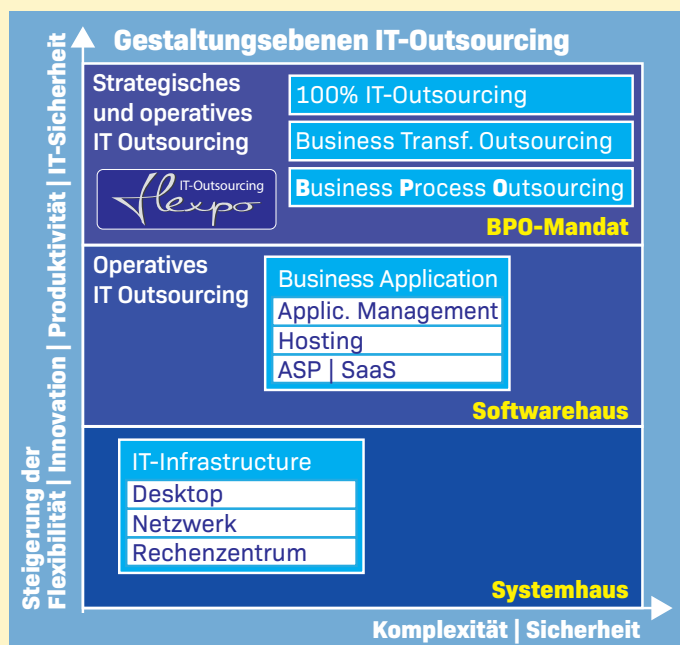 Gestaltungsebenen IT-Outsourcing
Strategisches
und operatives
IT Outsourcing
IT-Outsourcing
flexpo
100% IT-Outsourcing
Business Transf. Outsourcing
Business Process Outsourcing
BPO-Mandat
Operatives
IT Outsourcing
Business Application
Applic. Management
Hosting
ASP | SaaS
Softwarehaus
IT-Infrastructure
Desktop
Netzwerk
Rechenzentrum
Systemhaus
Steigerung der
Flexibilität | Innovation | Produktivität | IT-Sicherheit
Komplexität | Sicherheit